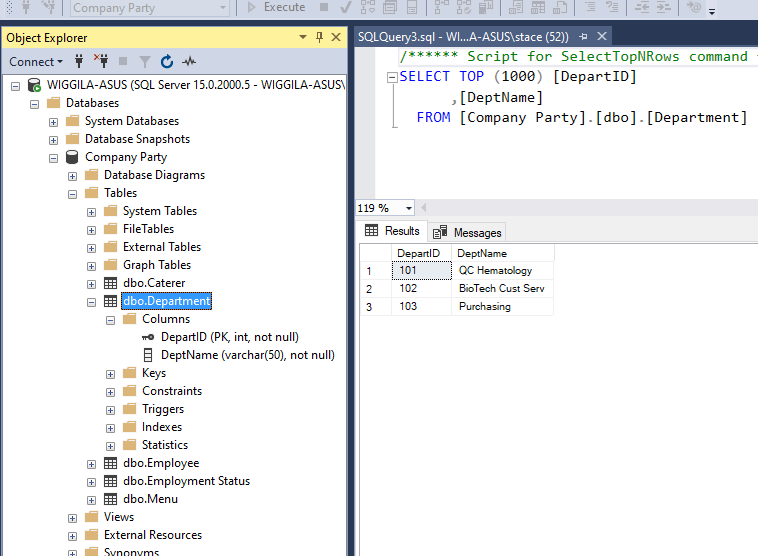 Company Party
Execute
Object Explorer
Connect
WIGGILA-ASUS (SQL Server 15.0.2000.5 - WIGGILA-ASUS\
Databases
System Databases
Database Snapshots
Company Party
Database Diagrams
Tables
System Tables
FileTables
External Tables
Graph Tables
dbo.Caterer
dbo.Department
Columns
DepartID (PK, int, not null)
DeptName (varchar(50), not null)
Keys
Constraints
Triggers
Indexes
Statistics
dbo.Employee
dbo.Employment Status
dbo.Menu
Views
External Resources
Synonyms
SQLQuery3.sql - WI...A-ASUS\stace (52))
/****** Script for SelectTopNRows command
SELECT TOP (1000) [DepartID]
,[DeptName]
FROM [Company Party].[dbo].[Department]
119 %
Results Messages
DepartID DeptName
1 101 QC Hematology
2 102 BioTech Cust Serv
3 103 Purchasing